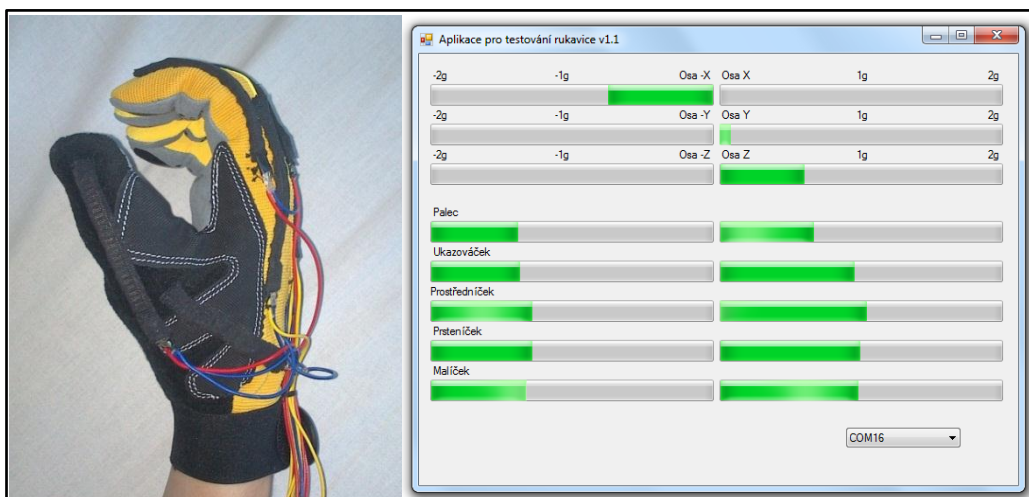 Aplikace pro testování rukavice v1.1
-2g -1g Osa -X Osa X 1g 2g
-2g -1g Osa -Y Osa Y 1g 2g
-2g -1g Osa -Z Osa Z 1g 2g
Palec
Ukazováček
Prostředníček
Prsteníček
Malíček
COM16